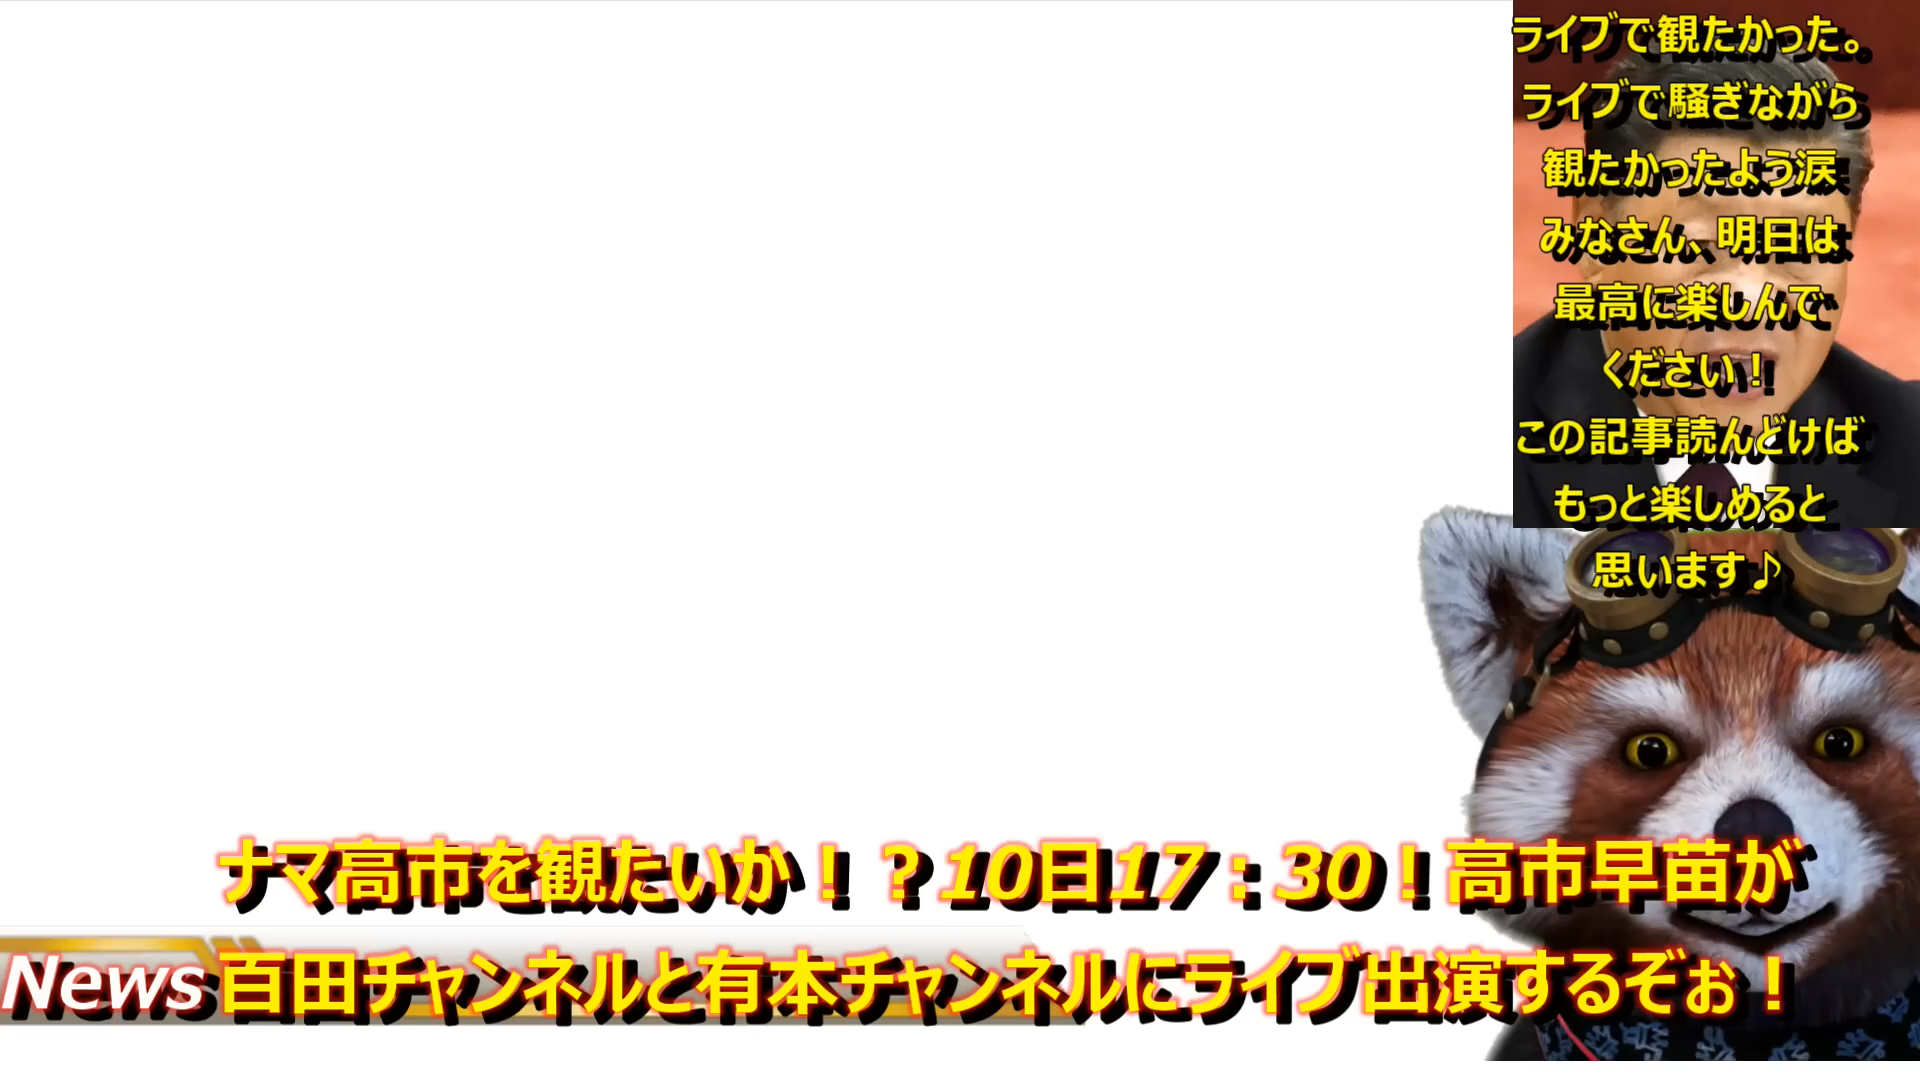 ライブで観たかった。
ライブで騒ぎながら
観たかったよう涙
みなさん、明日は
最高に楽しんで
ください！
この記事読んどけば
もっと楽しめると
思います♪
ナマ高市を観たいか！？10日17：30！高市早苗が
News
百田チャンネルと有本チャンネルにライブ出演するぞぉ！